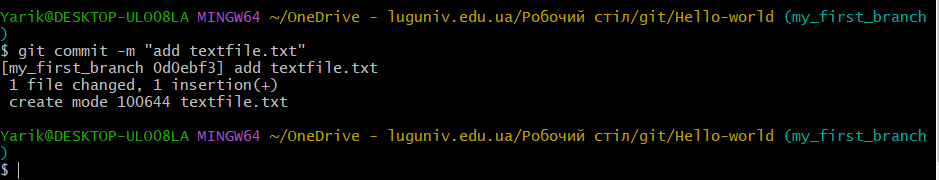 Yarik@DESKTOP-ULO08LA MINGW64 ~/OneDrive - luguniv.edu.ua/Робочий стіл/git/Hello-world (my_first_branch
)
$ git commit -m "add textfile.txt"
[my_first_branch 0d0ebf3] add textfile.txt
 1 file changed, 1 insertion(+)
 create mode 100644 textfile.txt

Yarik@DESKTOP-ULO08LA MINGW64 ~/OneDrive - luguniv.edu.ua/Робочий стіл/git/Hello-world (my_first_branch
)
$